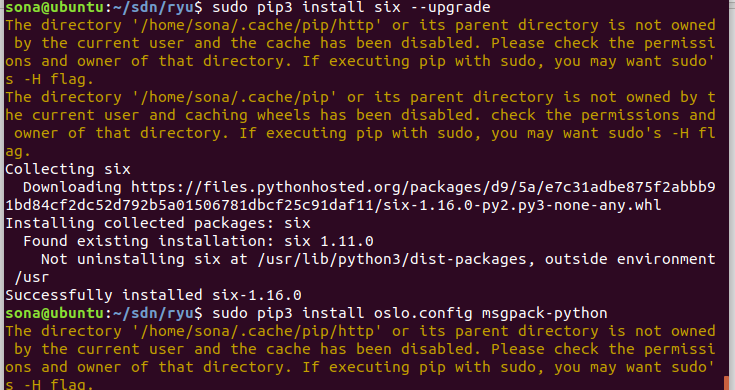 sona@ubuntu:~/sdn/ryu$ sudo pip3 install six --upgrade
The directory '/home/sona/.cache/pip/http' or its parent directory is not owned
 by the current user and the cache has been disabled. Please check the permissi
ons and owner of that directory. If executing pip with sudo, you may want sudo'
s -H flag.
The directory '/home/sona/.cache/pip' or its parent directory is not owned by t
he current user and caching wheels has been disabled. check the permissions and
 owner of that directory. If executing pip with sudo, you may want sudo's -H fl
ag.
Collecting six
  Downloading https://files.pythonhosted.org/packages/d9/5a/e7c31adbe875f2abbb9
1bd84cf2dc52d792b5a01506781dbcf25c91daf11/six-1.16.0-py2.py3-none-any.whl
Installing collected packages: six
  Found existing installation: six 1.11.0
    Not uninstalling six at /usr/lib/python3/dist-packages, outside environment
 /usr
Successfully installed six-1.16.0
sona@ubuntu:~/sdn/ryu$ sudo pip3 install oslo.config msgpack-python
The directory '/home/sona/.cache/pip/http' or its parent directory is not owned
 by the current user and the cache has been disabled. Please check the permissi
ons and owner of that directory. If executing pip with sudo, you may want sudo'
s -H flag.